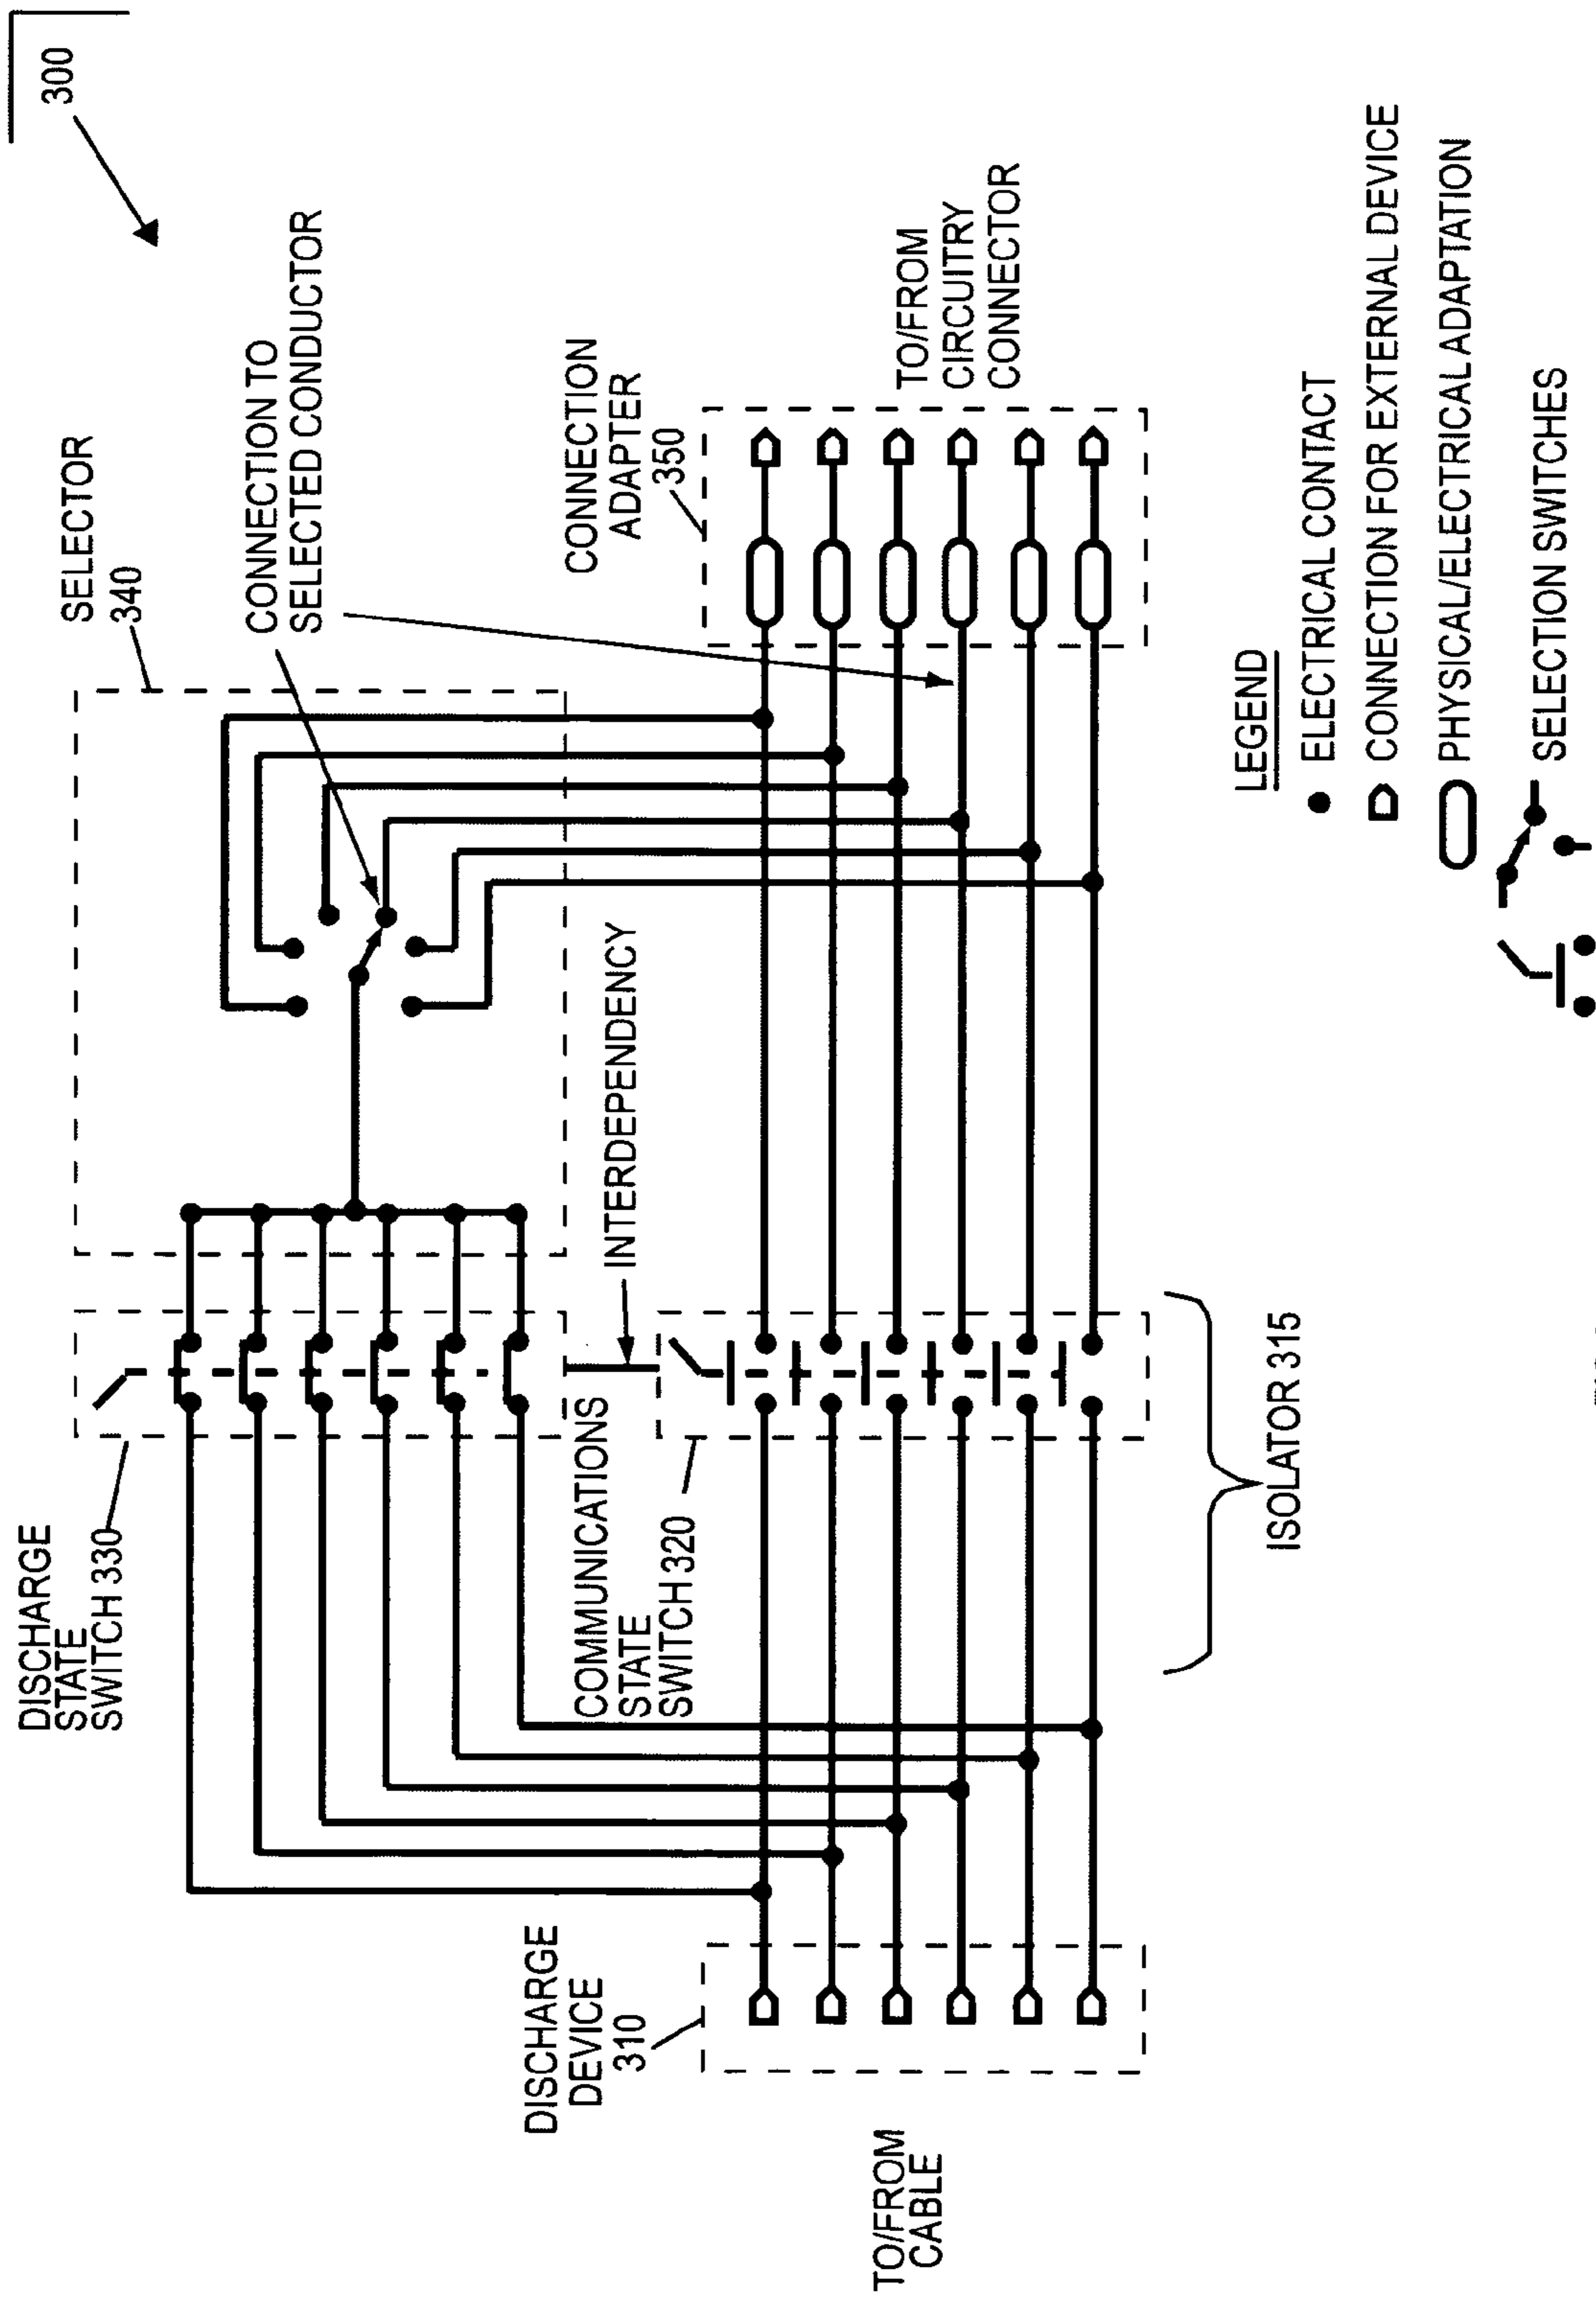 300
SELECTOR
340
CONNECTION TO
SELECTED CONDUCTOR
DISCHARGE
STATE
SWITCH 330
INTERDEPENDENCY
COMMUNICATIONS
STATE
SWITCH 320
CONNECTION
ADAPTER
350
DISCHARGE
DEVICE
310
TO/FROM
CABLE
TO/FROM
CIRCUITRY
CONNECTOR
ISOLATOR 315
LEGEND
ELECTRICAL CONTACT
CONNECTION FOR EXTERNAL DEVICE
PHYSICAL/ELECTRICAL ADAPTATION
SELECTION SWITCHES